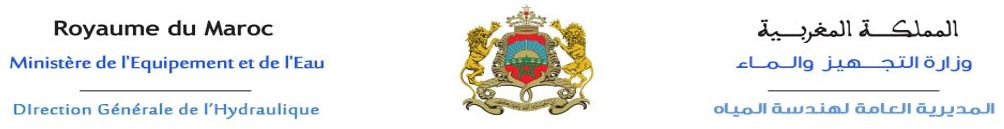 Royaume du Maroc
Ministère de l'Equipement et de l'Eau
DIrection Générale de l'Hydraulique
المملكة المغربية
وزارة التجهيز والماء
المديرية العامة لهندسة المياه